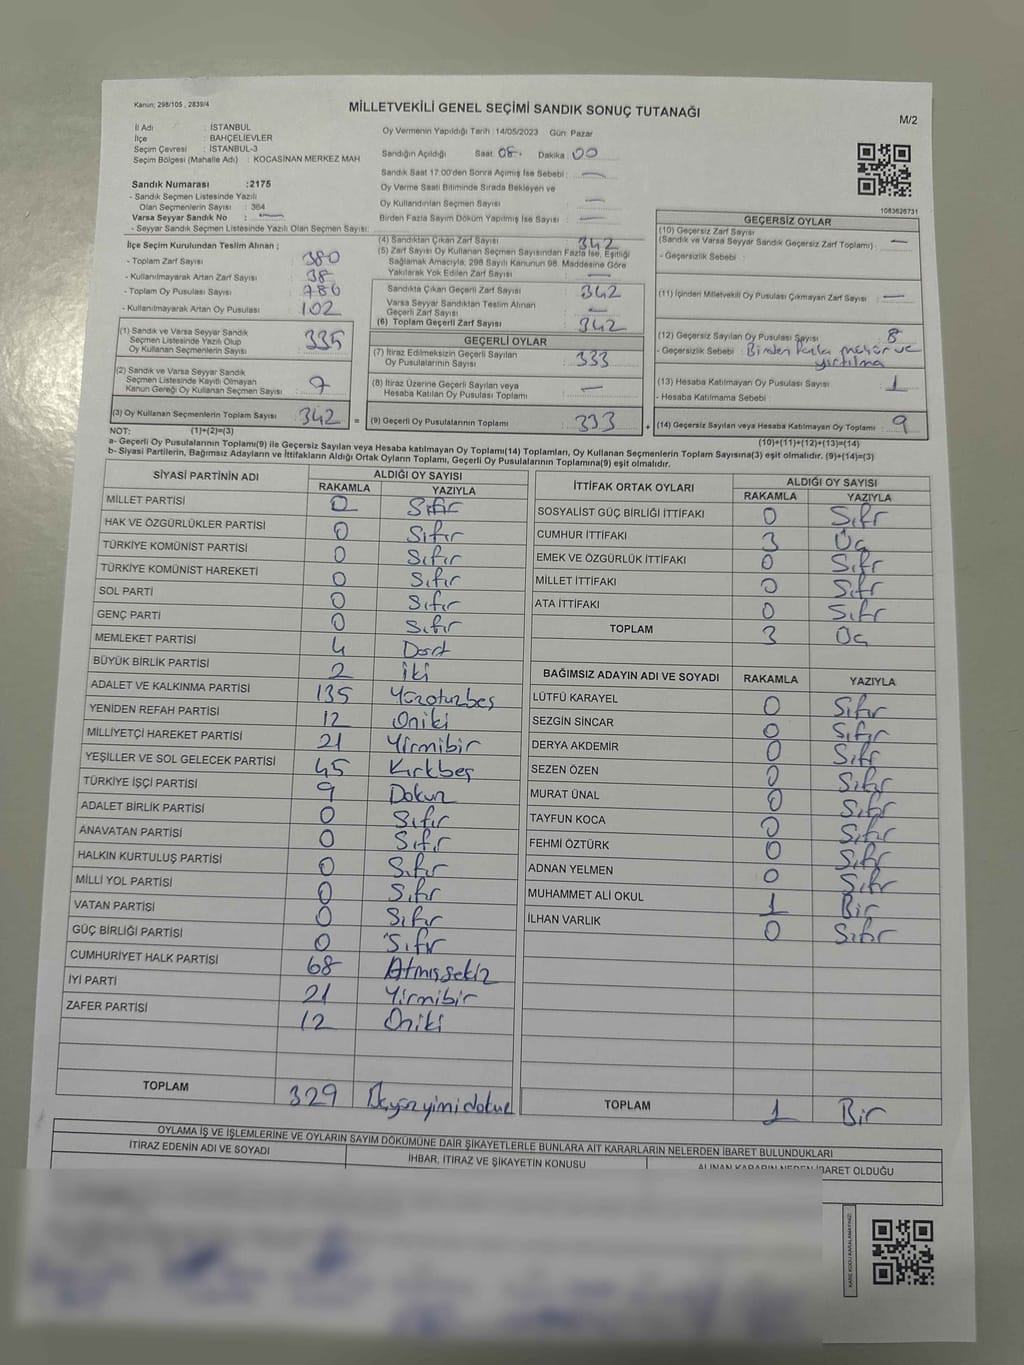 Kanun; 298/105 , 2839/4
MİLLETVEKİLİ GENEL SEÇİMİ SANDIK SONUÇ TUTANAĞI
M/2
İl Adı : İSTANBUL
İlçe : BAHÇELİEVLER
Seçim Çevresi : İSTANBUL-3
Seçim Bölgesi (Mahalle Adı) : KOCASİNAN MERKEZ MAH
Oy Vermenin Yapıldığı Tarih :14/05/2023 Gün: Pazar
Sandığın Açıldığı Saat: 08 Dakika: 00
Sandık Saat 17:00'den Sonra Açımış İse Sebebi : —
Oy Verme Saati Bitiminde Sırada Bekleyen ve
Oy Kullandırılan Seçmen Sayısı : —
Birden Fazla Sayım Döküm Yapılmış İse Sayısı : —
Sandık Numarası :2175
- Sandık Seçmen Listesinde Yazılı
Olan Seçmenlerin Sayısı : 364
Varsa Seyyar Sandık No : —
- Seyyar Sandık Seçmen Listesinde Yazılı Olan Seçmen Sayısı:
1083626731
İlçe Seçim Kurulundan Teslim Alınan ;
- Toplam Zarf Sayısı : 380
- Kullanılmayarak Artan Zarf Sayısı : 38
- Toplam Oy Pusulası Sayısı : 786
- Kullanılmayarak Artan Oy Pusulası : 102
(1) Sandık ve Varsa Seyyar Sandık
Seçmen Listesinde Yazılı Olup
Oy Kullanan Seçmenlerin Sayısı : 335
(2) Sandık ve Varsa Seyyar Sandık
Seçmen Listesinde Kayıtlı Olmayan
Kanun Gereği Oy Kullanan Seçmen Sayısı : 7
(3) Oy Kullanan Seçmenlerin Toplam Sayısı : 342 =
(4) Sandıktan Çıkan Zarf Sayısı : 342
(5) Zarf Sayısı Oy Kullanan Seçmen Sayısından Fazla İse, Eşitliği
Sağlamak Amacıyla; 298 Sayılı Kanunun 98. Maddesine Göre
Yakılarak Yok Edilen Zarf Sayısı : —
Sandıkta Çıkan Geçerli Zarf Sayısı : 342
Varsa Seyyar Sandıktan Teslim Alınan
Geçerli Zarf Sayısı : —
(6) Toplam Geçerli Zarf Sayısı : 342
GEÇERLİ OYLAR
(7) İtiraz Edilmeksizin Geçerli Sayılan
Oy Pusulalarının Sayısı : 333
(8) İtiraz Üzerine Geçerli Sayılan veya
Hesaba Katılan Oy Pusulası Toplamı : —
(9) Geçerli Oy Pusulalarının Toplamı : 333 +
GEÇERSİZ OYLAR
(10) Geçersiz Zarf Sayısı
(Sandık ve Varsa Seyyar Sandık Geçersiz Zarf Toplamı) : —
- Geçersizlik Sebebi :
(11) İçinden Milletvekili Oy Pusulası Çıkmayan Zarf Sayısı : —
(12) Geçersiz Sayılan Oy Pusulası Sayısı : 8
- Geçersizlik Sebebi : Birden fazla mühür ve
yırtılma
(13) Hesaba Katılmayan Oy Pusulası Sayısı : 1
- Hesaba Katılmama Sebebi :
(14) Geçersiz Sayılan veya Hesaba Katılmayan Oy Toplamı : 9
NOT: (1)+(2)=(3) (10)+(11)+(12)+(13)=(14)
a- Geçerli Oy Pusulalarının Toplamı(9) ile Geçersiz Sayılan veya Hesaba katılmayan Oy Toplamı(14) Toplamları, Oy Kullanan Seçmenlerin Toplam Sayısına(3) eşit olmalıdır. (9)+(14)=(3)
b- Siyasi Partilerin, Bağımsız Adayların ve İttifakların Aldığı Ortak Oyların Toplamı, Geçerli Oy Pusulalarının Toplamına(9) eşit olmalıdır.
SİYASİ PARTİNİN ADI ALDIĞI OY SAYISI
RAKAMLA YAZIYLA
MİLLET PARTİSİ 0 Sıfır
HAK VE ÖZGÜRLÜKLER PARTİSİ 0 Sıfır
TÜRKİYE KOMÜNİST PARTİSİ 0 Sıfır
TÜRKİYE KOMÜNİST HAREKETİ 0 Sıfır
SOL PARTİ 0 Sıfır
GENÇ PARTİ 0 Sıfır
MEMLEKET PARTİSİ 4 Dört
BÜYÜK BİRLİK PARTİSİ 2 iki
ADALET VE KALKINMA PARTİSİ 135 Yüzotuzbeş
YENİDEN REFAH PARTİSİ 12 Oniki
MİLLİYETÇİ HAREKET PARTİSİ 21 Yirmibir
YEŞİLLER VE SOL GELECEK PARTİSİ 45 Kırkbeş
TÜRKİYE İŞÇİ PARTİSİ 9 Dokuz
ADALET BİRLİK PARTİSİ 0 Sıfır
ANAVATAN PARTİSİ 0 Sıfır
HALKIN KURTULUŞ PARTİSİ 0 Sıfır
MİLLİ YOL PARTİSİ 0 Sıfır
VATAN PARTİSİ 0 Sıfır
GÜÇ BİRLİĞİ PARTİSİ 0 Sıfır
CUMHURİYET HALK PARTİSİ 68 Atmışsekiz
İYİ PARTİ 21 Yirmibir
ZAFER PARTİSİ 12 Oniki
TOPLAM 329 Üçyüzyimidokuz
İTTİFAK ORTAK OYLARI ALDIĞI OY SAYISI
RAKAMLA YAZIYLA
SOSYALİST GÜÇ BİRLİĞİ İTTİFAKI 0 Sıfır
CUMHUR İTTİFAKI 3 Üç
EMEK VE ÖZGÜRLÜK İTTİFAKI 0 Sıfır
MİLLET İTTİFAKI 0 Sıfır
ATA İTTİFAKI 0 Sıfır
TOPLAM 3 Üç
BAĞIMSIZ ADAYIN ADI VE SOYADI RAKAMLA YAZIYLA
LÜTFÜ KARAYEL 0 Sıfır
SEZGİN SİNCAR 0 Sıfır
DERYA AKDEMİR 0 Sıfır
SEZEN ÖZEN 0 Sıfır
MURAT ÜNAL 0 Sıfır
TAYFUN KOCA 0 Sıfır
FEHMİ ÖZTÜRK 0 Sıfır
ADNAN YELMEN 0 Sıfır
MUHAMMET ALİ OKUL 1 Bir
İLHAN VARLIK 0 Sıfır
TOPLAM 1 Bir
OYLAMA İŞ VE İŞLEMLERİNE VE OYLARIN SAYIM DÖKÜMÜNE DAİR ŞİKAYETLERLE BUNLARA AİT KARARLARIN NELERDEN İBARET BULUNDUKLARI
İTİRAZ EDENİN ADI VE SOYADI İHBAR, İTİRAZ VE ŞİKAYETİN KONUSU ALINAN KARARIN NEDEN İBARET OLDUĞU
KARE KODU KARALAMAYINIZ!